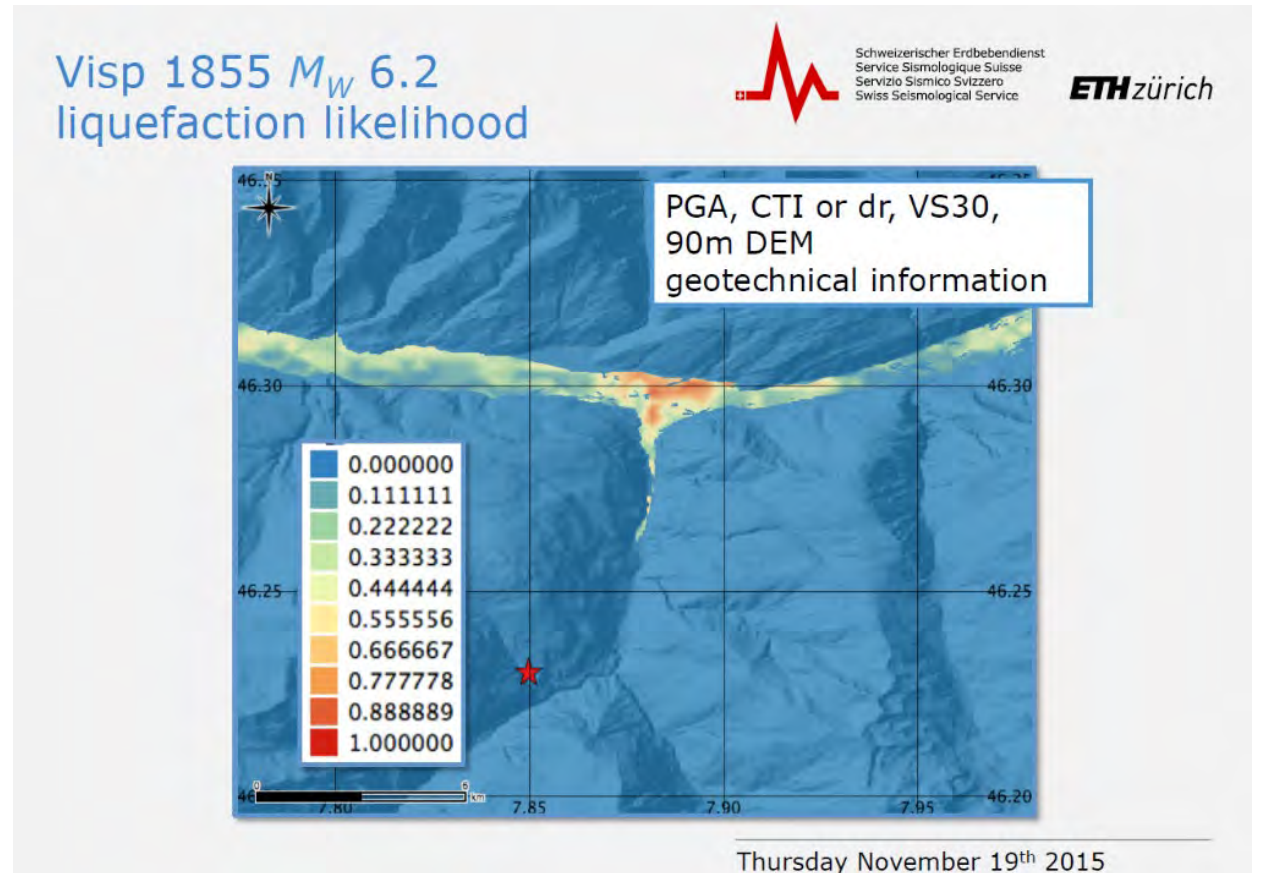 Visp 1855 MW 6.2
liquefaction likelihood
Schweizerischer Erdbebendienst
Service Sismologique Suisse
Servizio Sismico Svizzero
Swiss Seismological Service
ETH zürich
N
PGA, CTI or dr, VS30,
90m DEM
geotechnical information
46.30
46.30
0.000000
0.111111
0.222222
0.333333
0.444444
0.555556
0.666667
0.777778
0.888889
1.000000
46.25
46.25
0 6
km
7.80 7.85 7.90 7.95 46.20
Thursday November 19th 2015